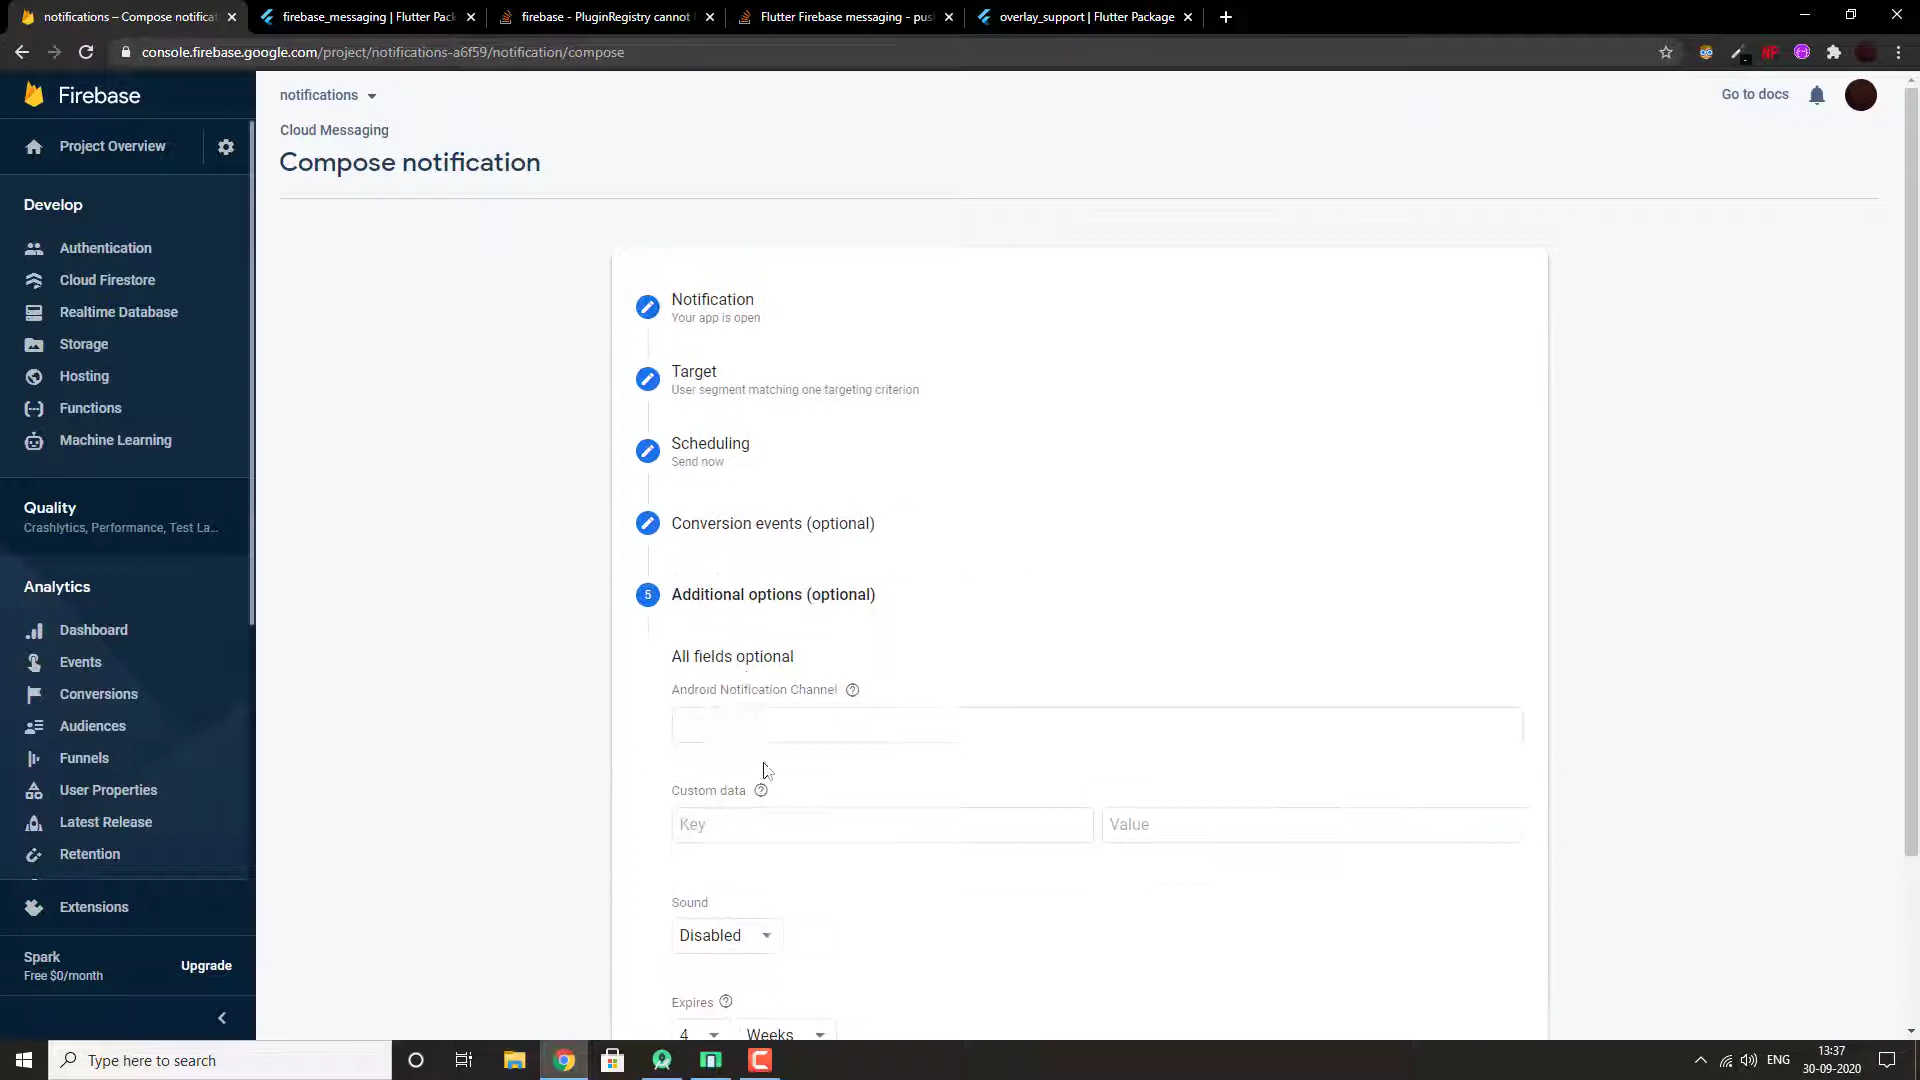 notifications – Compose notificat
firebase_messaging | Flutter Pack
firebase - PluginRegistry cannot
Flutter Firebase messaging - pus
overlay_support | Flutter Package
console.firebase.google.com/project/notifications-a6f59/notification/compose
Firebase
Project Overview
Develop
Authentication
Cloud Firestore
Realtime Database
Storage
Hosting
Functions
Machine Learning
Quality
Crashlytics, Performance, Test La...
Analytics
Dashboard
Events
Conversions
Audiences
Funnels
User Properties
Latest Release
Retention
Extensions
Spark
Free $0/month
Upgrade
notifications
Go to docs
Cloud Messaging
Compose notification
Notification
Your app is open
Target
User segment matching one targeting criterion
Scheduling
Send now
Conversion events (optional)
5 Additional options (optional)
All fields optional
Android Notification Channel
Custom data
Key
Value
Sound
Disabled
Expires
4 Weeks
Type here to search
ENG
13:37
30-09-2020